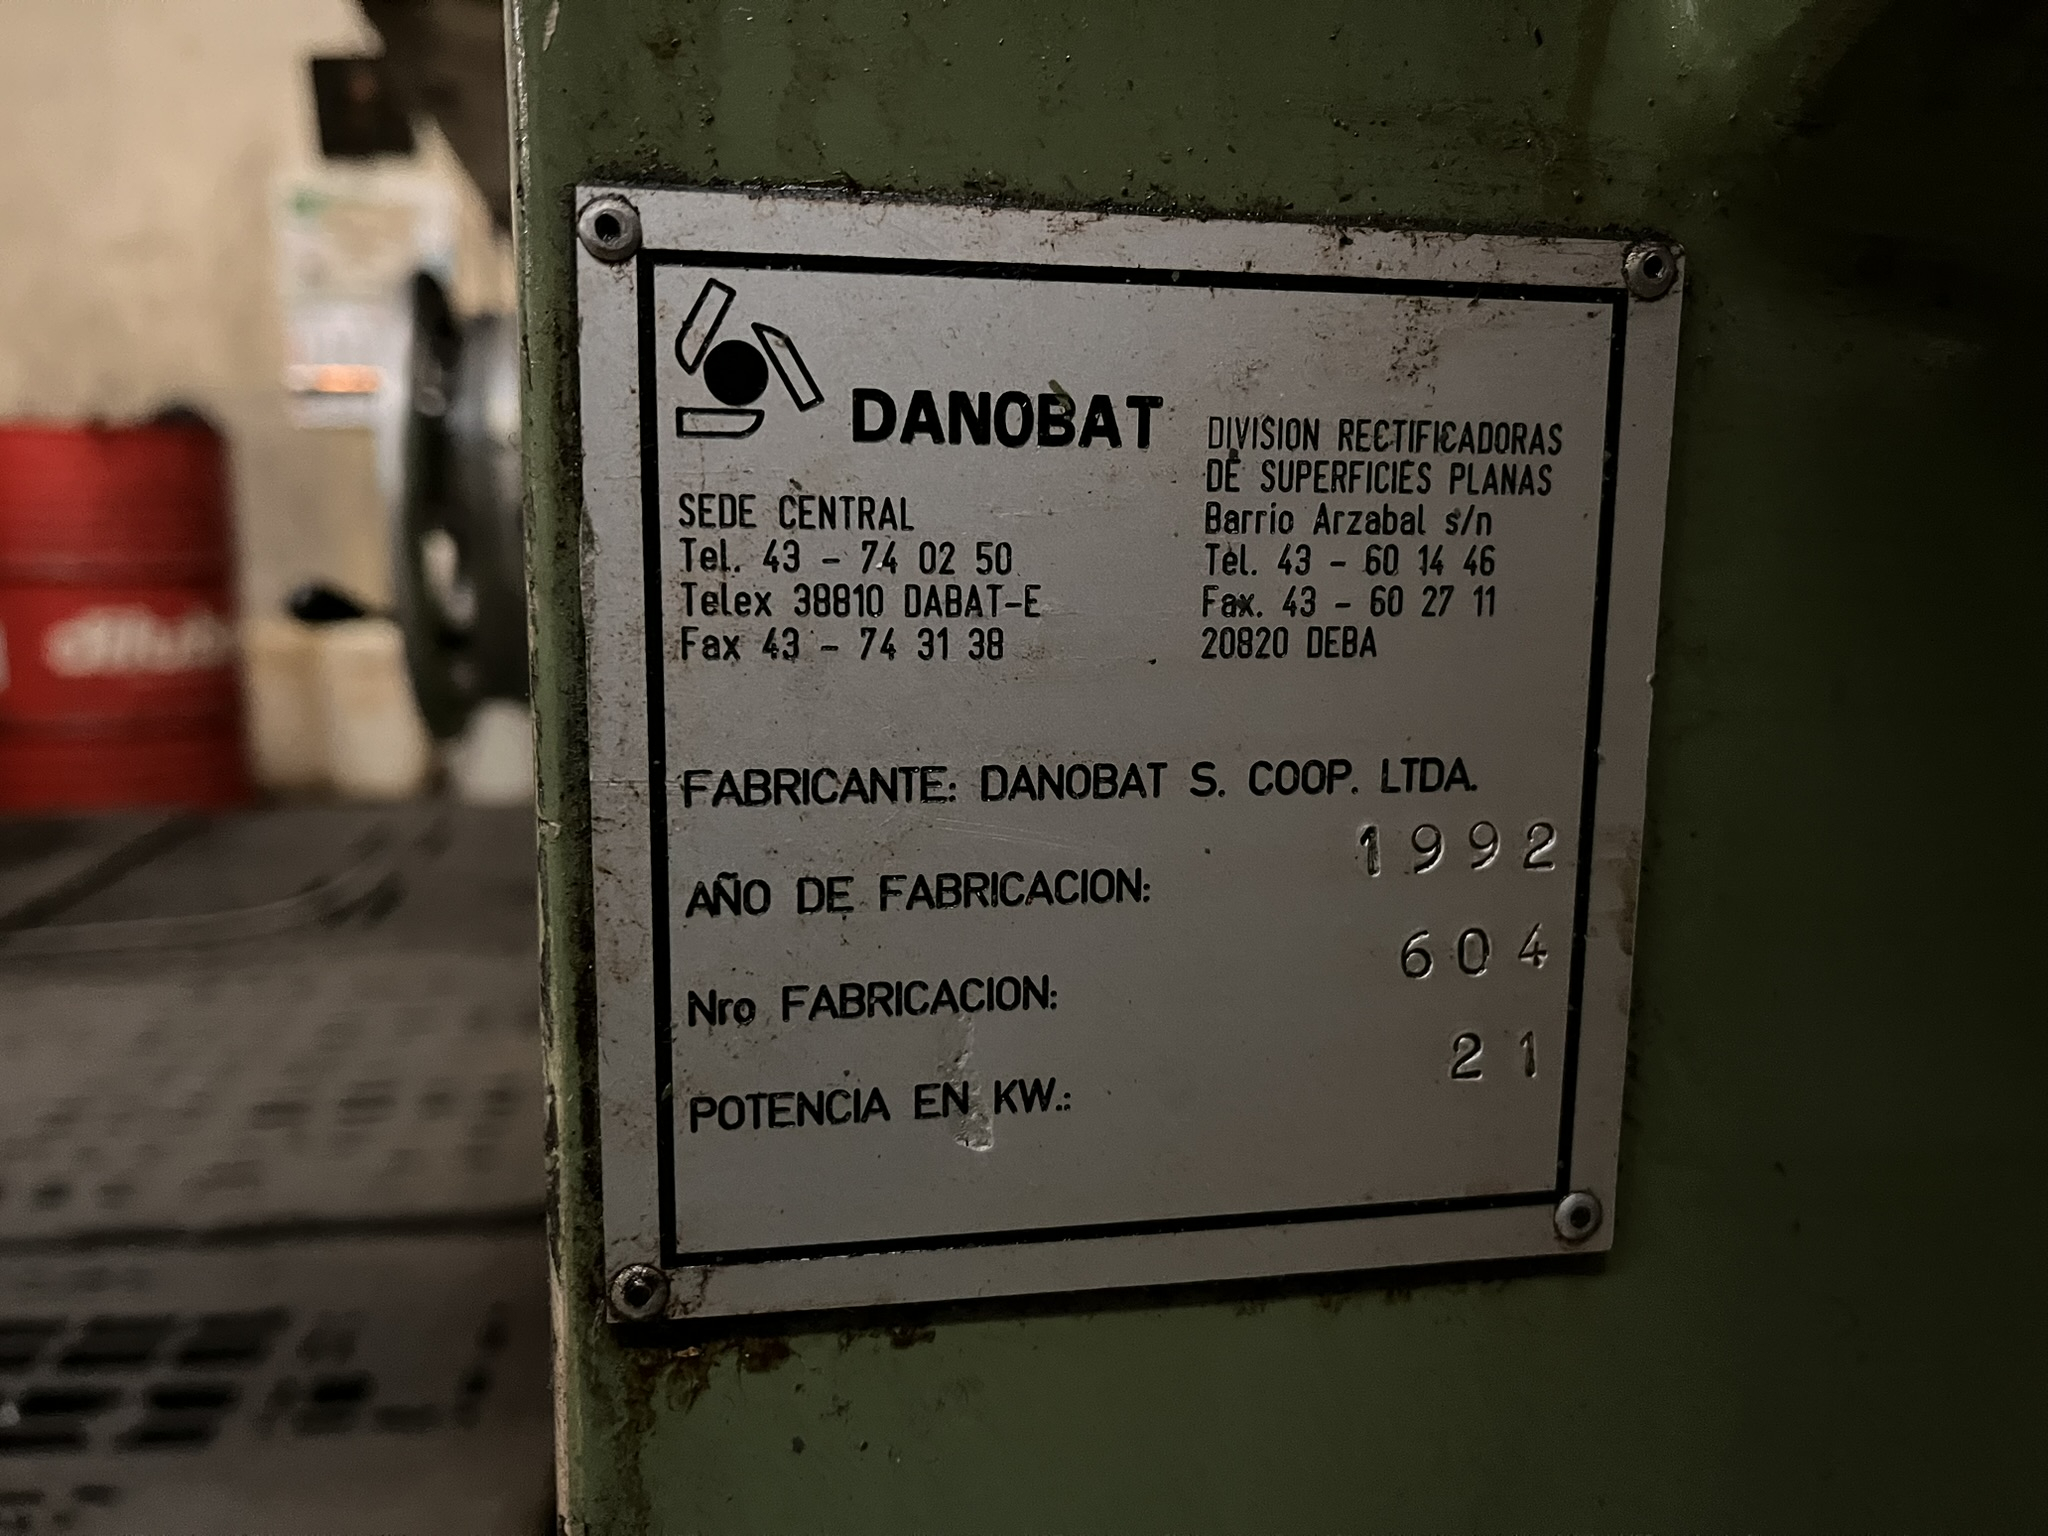 DANOBAT
SEDE CENTRAL
Tel. 43 - 74 02 50
Telex 38810 DABAT-E
Fax 43 - 74 31 38
DIVISION RECTIFICADORAS
DE SUPERFICIES PLANAS
Barrio Arzabal s/n
Tel. 43 - 60 14 46
Fax. 43 - 60 27 11
20820 DEBA
FABRICANTE: DANOBAT S. COOP. LTDA.
AÑO DE FABRICACION: 1992
Nro FABRICACION: 604
POTENCIA EN KW.: 21